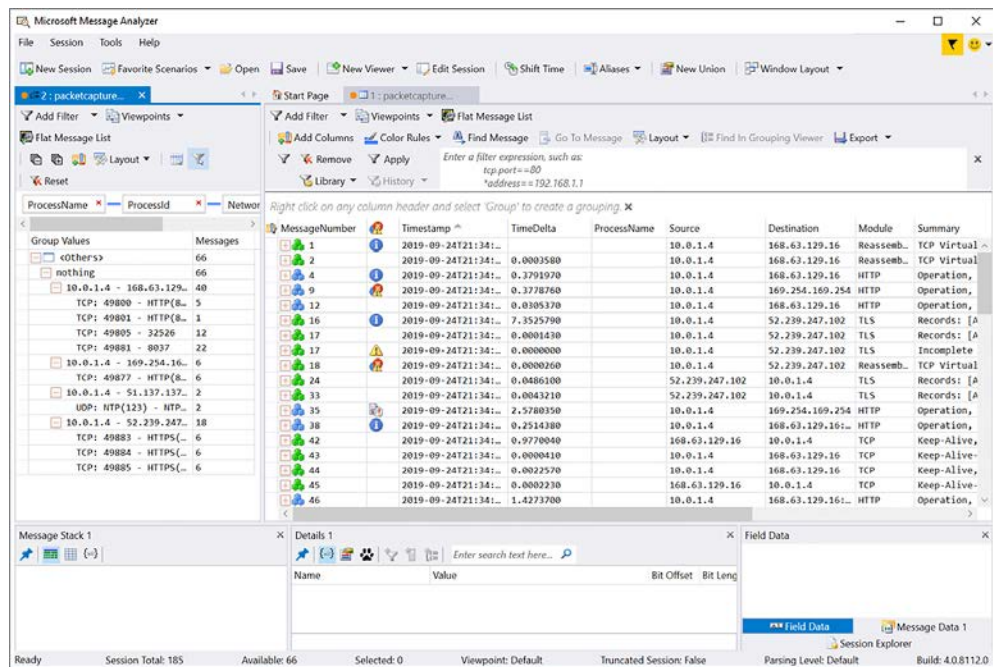 Microsoft Message Analyzer
File Session Tools Help
New Session Favorite Scenarios Open Save New Viewer Edit Session Shift Time Aliases New Union Window Layout
2 : packetcapture...
Start Page 1 : packetcapture...
Add Filter Viewpoints
Flat Message List
Layout
Reset
ProcessName ProcessId Networ
Group Values Messages
<Others> 66
nothing 66
10.0.1.4 - 168.63.129... 40
TCP: 49800 - HTTP(8... 5
TCP: 49801 - HTTP(8... 1
TCP: 49805 - 32526 12
TCP: 49881 - 8037 22
10.0.1.4 - 169.254.16... 6
TCP: 49877 - HTTP(8... 6
10.0.1.4 - 51.137.137... 2
UDP: NTP(123) - NTP... 2
10.0.1.4 - 52.239.247... 18
TCP: 49883 - HTTPS(... 6
TCP: 49884 - HTTPS(... 6
TCP: 49885 - HTTPS(... 6
Add Filter Viewpoints Flat Message List
Add Columns Color Rules Find Message Go To Message Layout Find In Grouping Viewer Export
Remove Apply
Library History
Enter a filter expression, such as:
tcp.port==80
*address==192.168.1.1
Right click on any column header and select 'Group' to create a grouping.
MessageNumber Timestamp TimeDelta ProcessName Source Destination Module Summary
1 2019-09-24T21:34:... 10.0.1.4 168.63.129.16 Reassemb... TCP Virtual
2 2019-09-24T21:34:... 0.0003580 10.0.1.4 168.63.129.16 Reassemb... TCP Virtual
4 2019-09-24T21:34:... 0.3791970 10.0.1.4 168.63.129.16 HTTP Operation,
9 2019-09-24T21:34:... 0.3778760 10.0.1.4 169.254.169.254 HTTP Operation,
12 2019-09-24T21:34:... 0.0305370 10.0.1.4 168.63.129.16 HTTP Operation,
16 2019-09-24T21:34:... 7.3525790 10.0.1.4 52.239.247.102 TLS Records: [A
17 2019-09-24T21:34:... 0.0001430 10.0.1.4 52.239.247.102 TLS Records: [A
17 2019-09-24T21:34:... 0.0000000 10.0.1.4 52.239.247.102 TLS Incomplete
18 2019-09-24T21:34:... 0.0000260 10.0.1.4 52.239.247.102 Reassemb... TCP Virtual
24 2019-09-24T21:34:... 0.0486100 52.239.247.102 10.0.1.4 TLS Records: [A
33 2019-09-24T21:34:... 0.0043210 52.239.247.102 10.0.1.4 TLS Records: [A
35 2019-09-24T21:34:... 2.5780350 10.0.1.4 169.254.169.254 HTTP Operation,
38 2019-09-24T21:34:... 0.2514380 10.0.1.4 168.63.129.16:... HTTP Operation,
42 2019-09-24T21:34:... 0.9770040 168.63.129.16 10.0.1.4 TCP Keep-Alive,
43 2019-09-24T21:34:... 0.0000410 10.0.1.4 168.63.129.16 TCP Keep-Alive-
44 2019-09-24T21:34:... 0.0022570 10.0.1.4 168.63.129.16 TCP Keep-Alive,
45 2019-09-24T21:34:... 0.0002230 168.63.129.16 10.0.1.4 TCP Keep-Alive-
46 2019-09-24T21:34:... 1.4273700 10.0.1.4 168.63.129.16:... HTTP Operation,
Message Stack 1
Details 1
Enter search text here...
Name Value Bit Offset Bit Leng
Field Data
Field Data Message Data 1
Session Explorer
Ready Session Total: 185 Available: 66 Selected: 0 Viewpoint: Default Truncated Session: False Parsing Level: Default Build: 4.0.8112.0